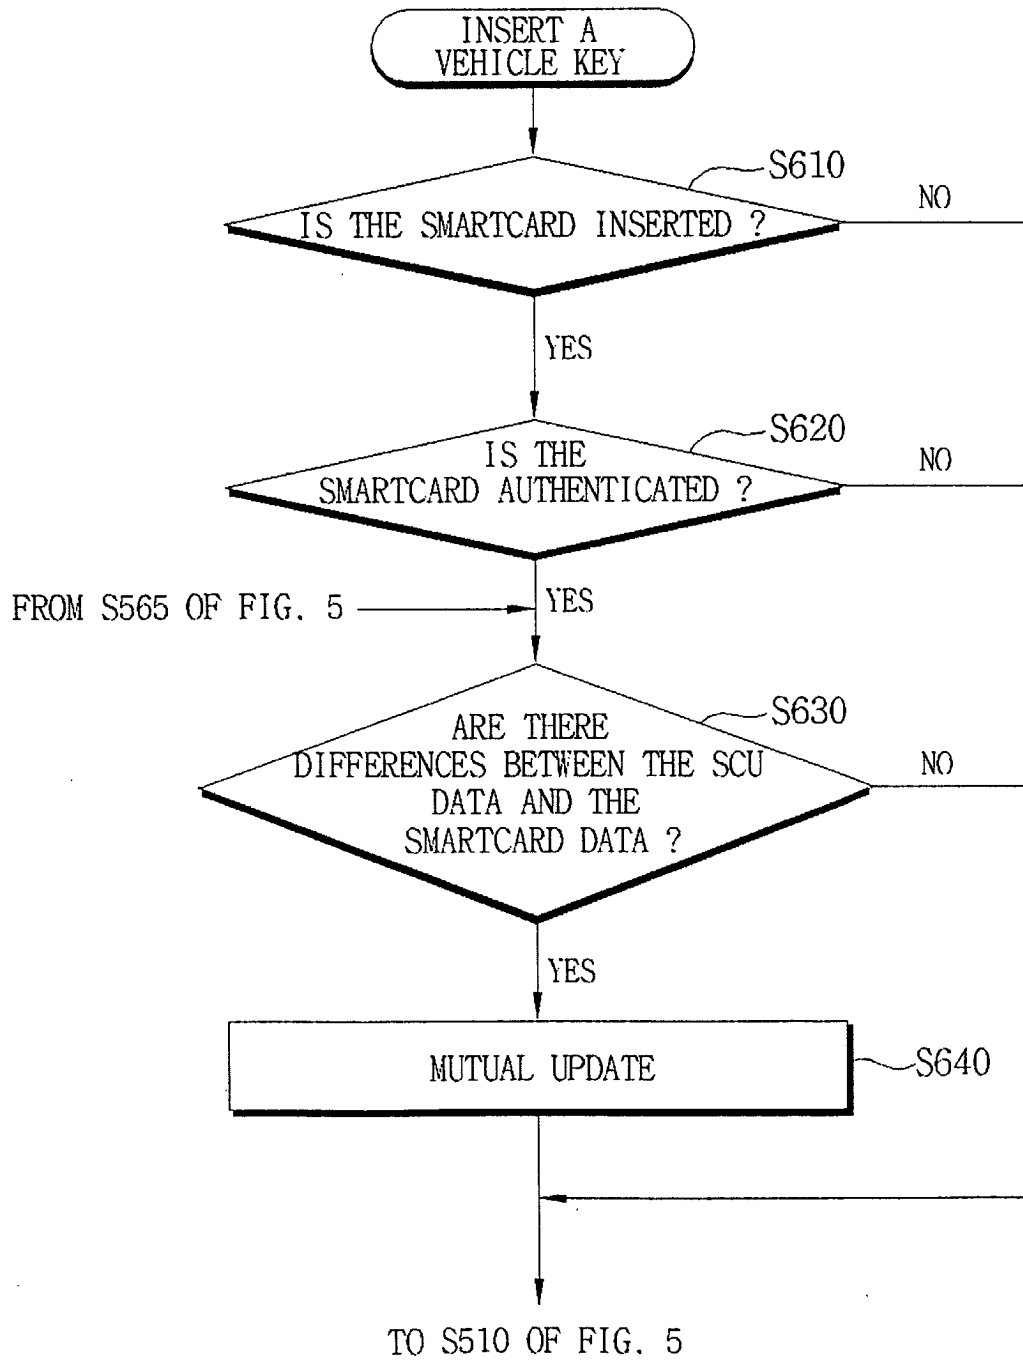 INSERT A
VEHICLE KEY
S610
NO
IS THE SMARTCARD INSERTED ?
YES
S620
IS THE
NO
SMARTCARD AUTHENTICATED ?
FROM S565 OF FIG. 5
YES
S630
ARE THERE
DIFFERENCES BETWEEN THE SCU
NO
DATA AND THE
SMARTCARD DATA ?
YES
MUTUAL UPDATE
S640
TO S510 OF FIG. 5